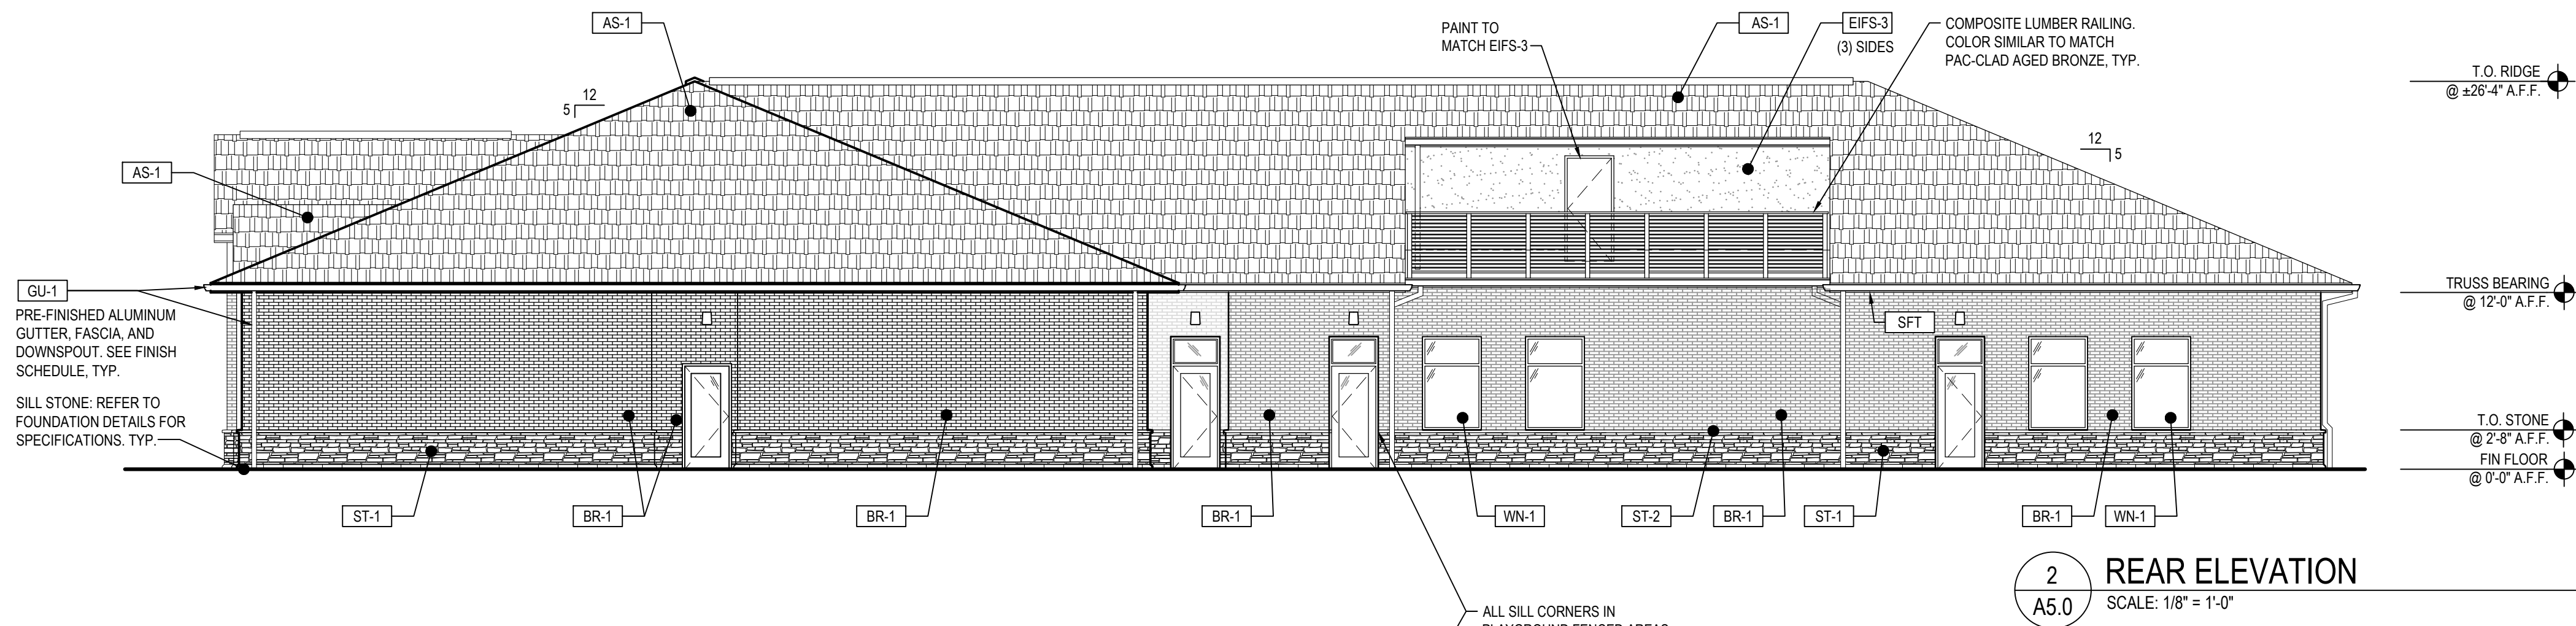 AS-1
PAINT TO
MATCH EIFS-3
AS-1
EIFS-3
(3) SIDES
COMPOSITE LUMBER RAILING.
COLOR SIMILAR TO MATCH
PAC-CLAD AGED BRONZE, TYP.
T.O. RIDGE
@ ±26'-4" A.F.F.
12
5
12
5
AS-1
GU-1
PRE-FINISHED ALUMINUM
GUTTER, FASCIA, AND
DOWNSPOUT. SEE FINISH
SCHEDULE, TYP.
SILL STONE: REFER TO
FOUNDATION DETAILS FOR
SPECIFICATIONS. TYP.
SFT
TRUSS BEARING
@ 12'-0" A.F.F.
T.O. STONE
@ 2'-8" A.F.F.
FIN FLOOR
@ 0'-0" A.F.F.
ST-1
BR-1
BR-1
BR-1
WN-1
ST-2
BR-1
ST-1
BR-1
WN-1
2
A5.0
REAR ELEVATION
SCALE: 1/8" = 1'-0"
ALL SILL CORNERS IN
PLAYGROUND FENCED AREAS